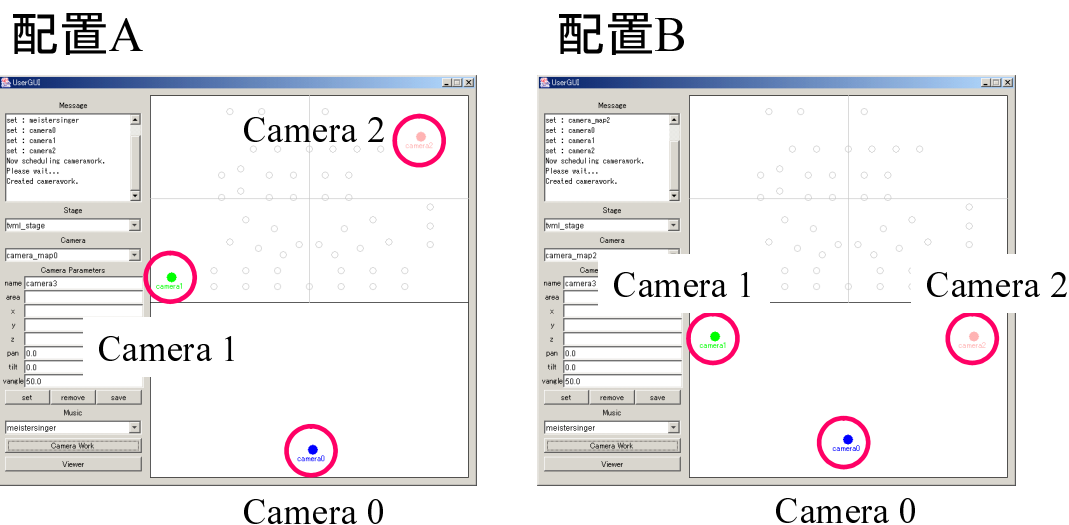 配置A
UserGUI
Message
set : meistersinger
set : camera0
set : camera1
set : camera2
Now scheduling camerawork.
Please wait...
Created camerawork.
Stage
tvml_stage
Camera
camera_map0
Camera Parameters
name camera3
area
x
y
z
pan 0.0
tilt 0.0
vangle 50.0
set remove save
Music
meistersinger
Camera Work
Viewer
Camera 2
camera2
camera1
Camera 1
camera0
Camera 0
配置B
UserGUI
Message
set : camera_map2
set : camera0
set : camera1
set : camera2
Now scheduling camerawork.
Please wait...
Created camerawork.
Stage
tvml_stage
Camera
camera_map2
Came
name camera3
area
x
y
z
pan 0.0
tilt 0.0
vangle 50.0
set remove save
Music
meistersinger
Camera Work
Viewer
Camera 1
Camera 2
camera1
camera2
camera0
Camera 0